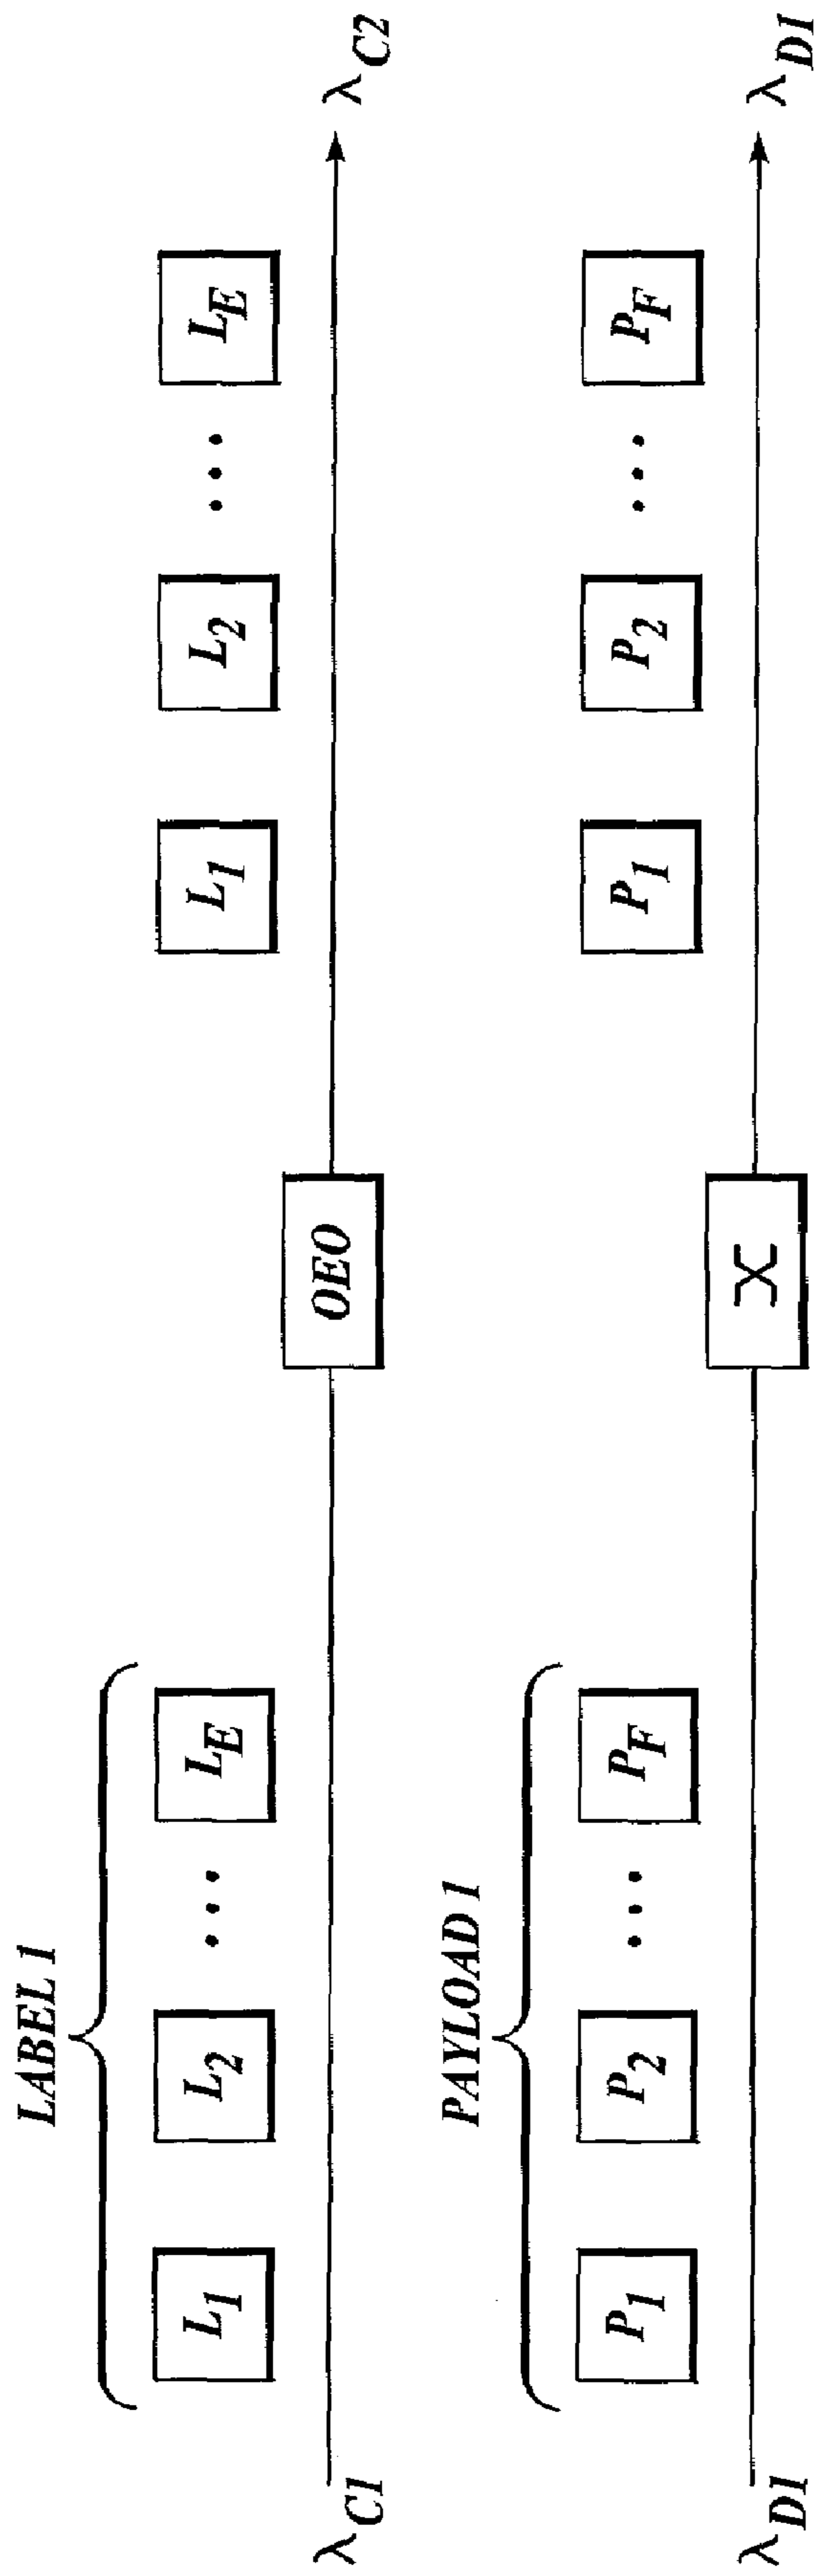 LABEL 1
L1 L2 ... LE L1 L2 ... LE
λC1 OEO λC2
PAYLOAD 1
P1 P2 ... PF P1 P2 ... PF
λD1 λD1